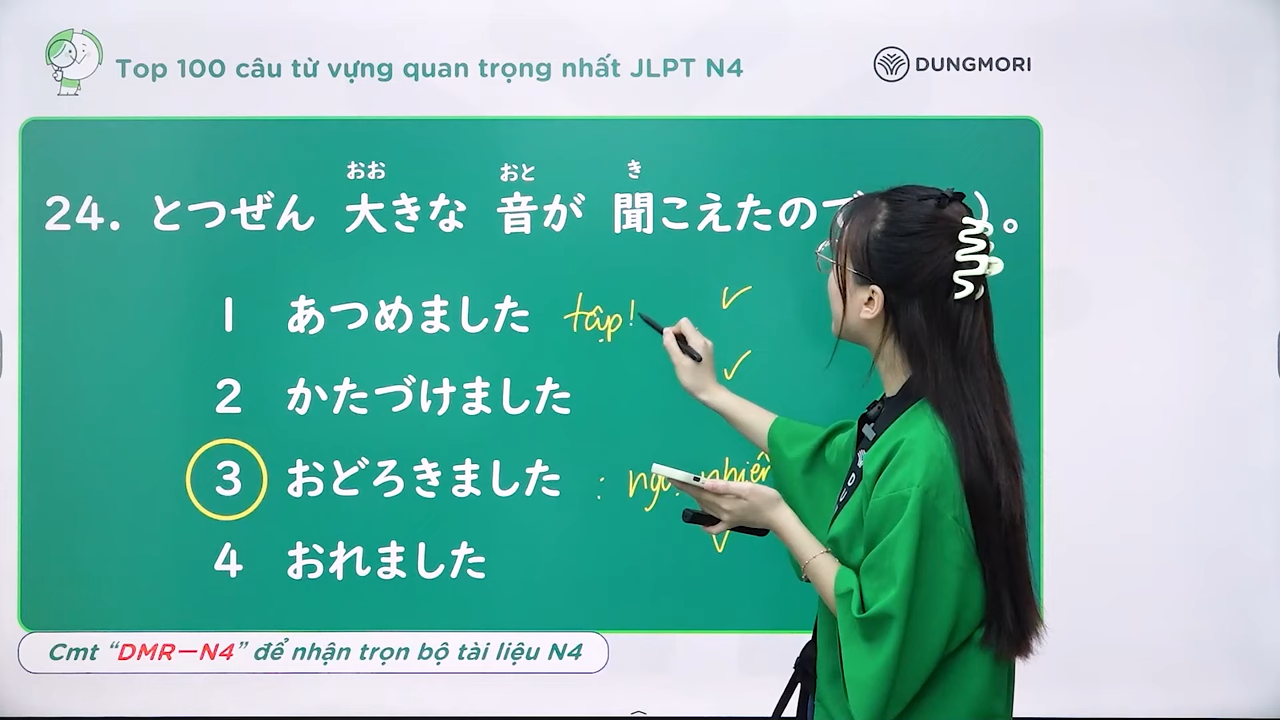 Top 100 câu từ vựng quan trọng nhất JLPT N4
DUNGMORI
おお おと き
24. とつぜん 大きな 音が 聞こえたので )。
1 あつめました tập
2 かたづけました
3 おどろきました : ngạc nhiên
4 おれました
Cmt “DMR–N4” để nhận trọn bộ tài liệu N4